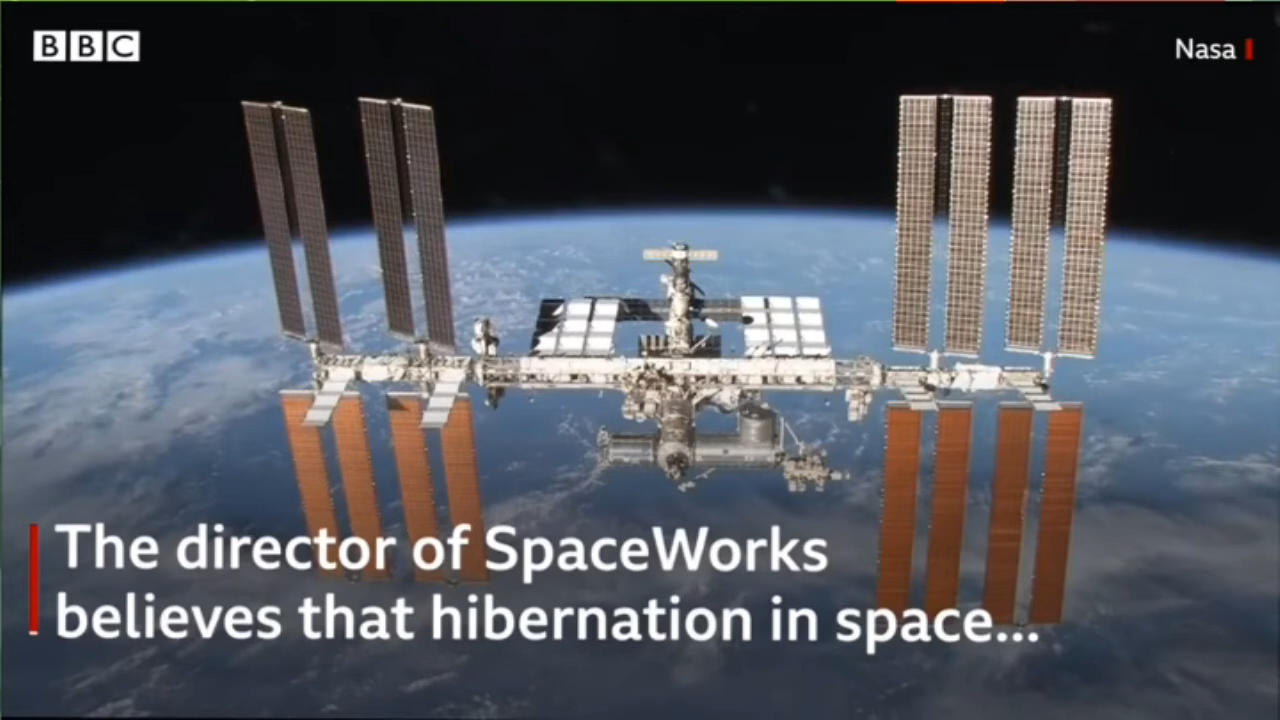 BBC
Nasa
The director of SpaceWorks
believes that hibernation in space...